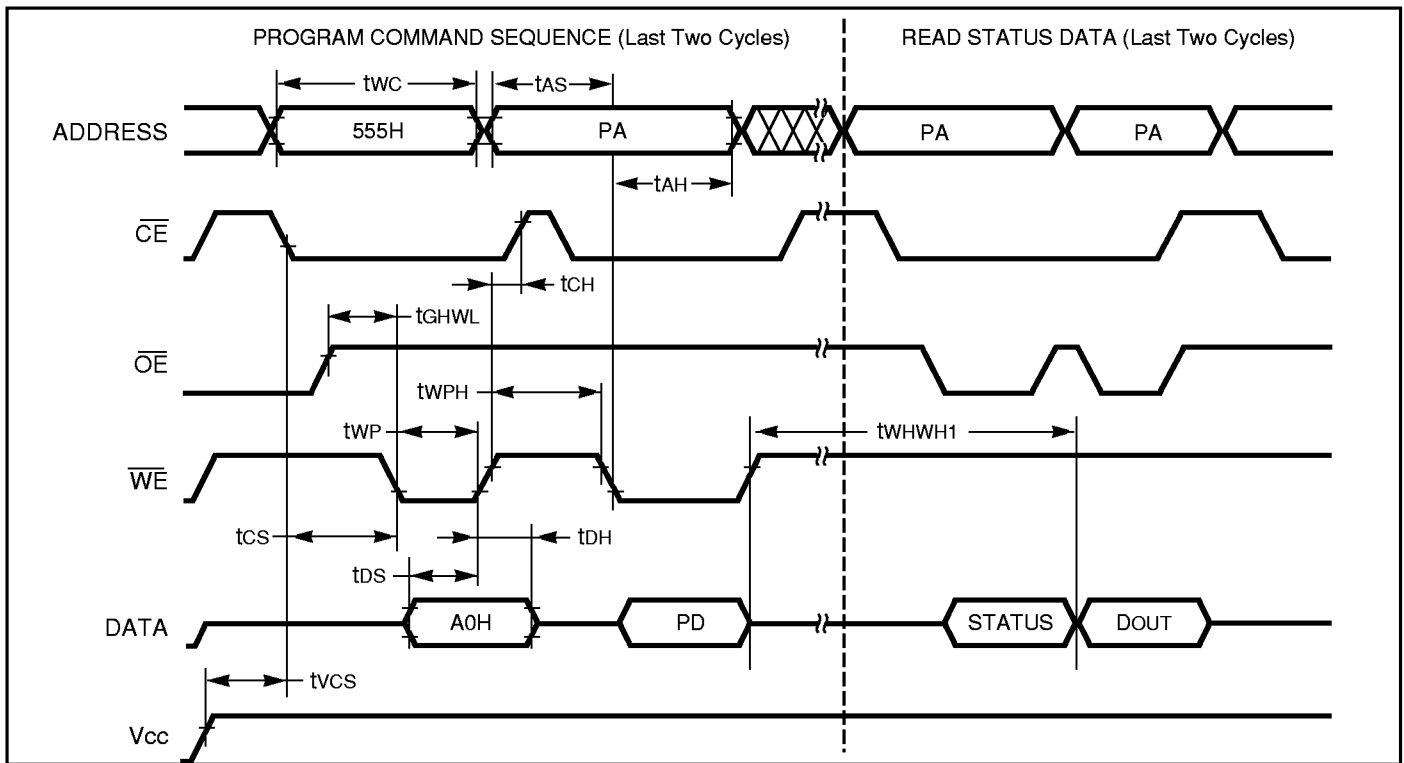 PROGRAM COMMAND SEQUENCE (Last Two Cycles)
READ STATUS DATA (Last Two Cycles)
tWC
tAS
ADDRESS
555H
PA
PA
PA
tAH
CE
tCH
tGHWL
OE
tWPH
tWP
tWHWH1
WE
tCS
tDH
tDS
DATA
A0H
PD
STATUS
DOUT
tVCS
Vcc